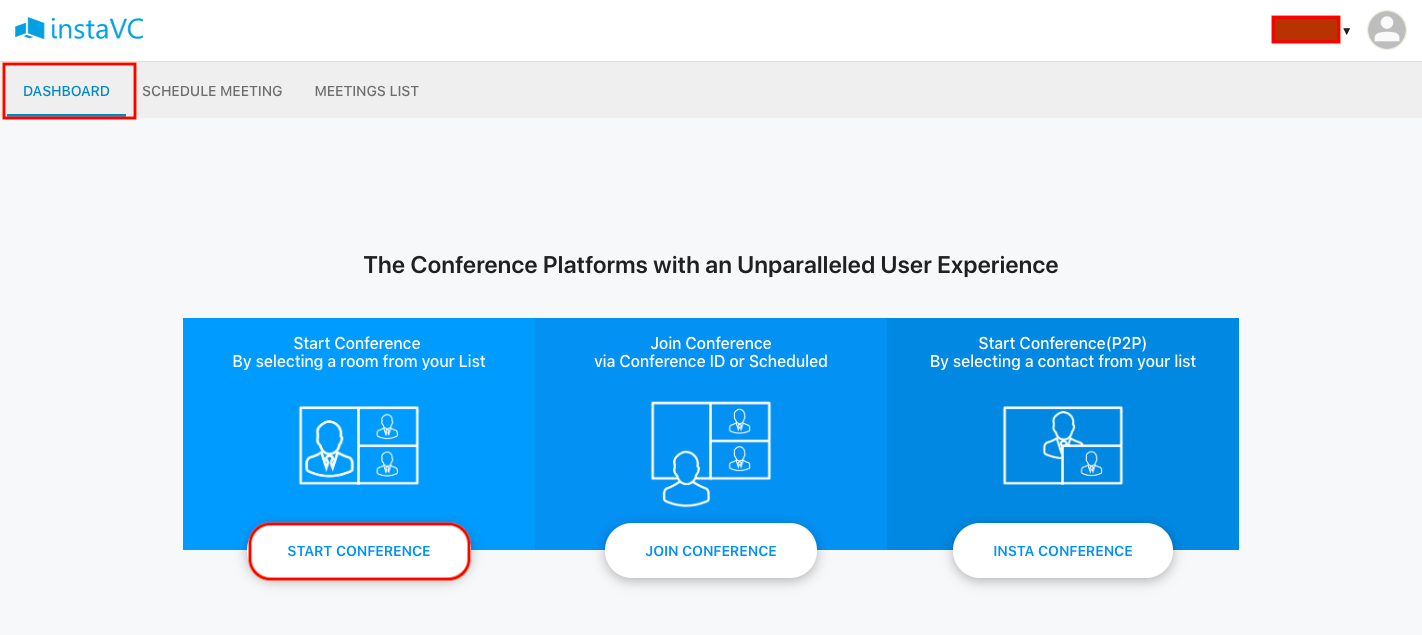 instaVC
DASHBOARD
SCHEDULE MEETING
MEETINGS LIST
The Conference Platforms with an Unparalleled User Experience
Start Conference
By selecting a room from your List
Join Conference
via Conference ID or Scheduled
Start Conference(P2P)
By selecting a contact from your list
START CONFERENCE
JOIN CONFERENCE
INSTA CONFERENCE